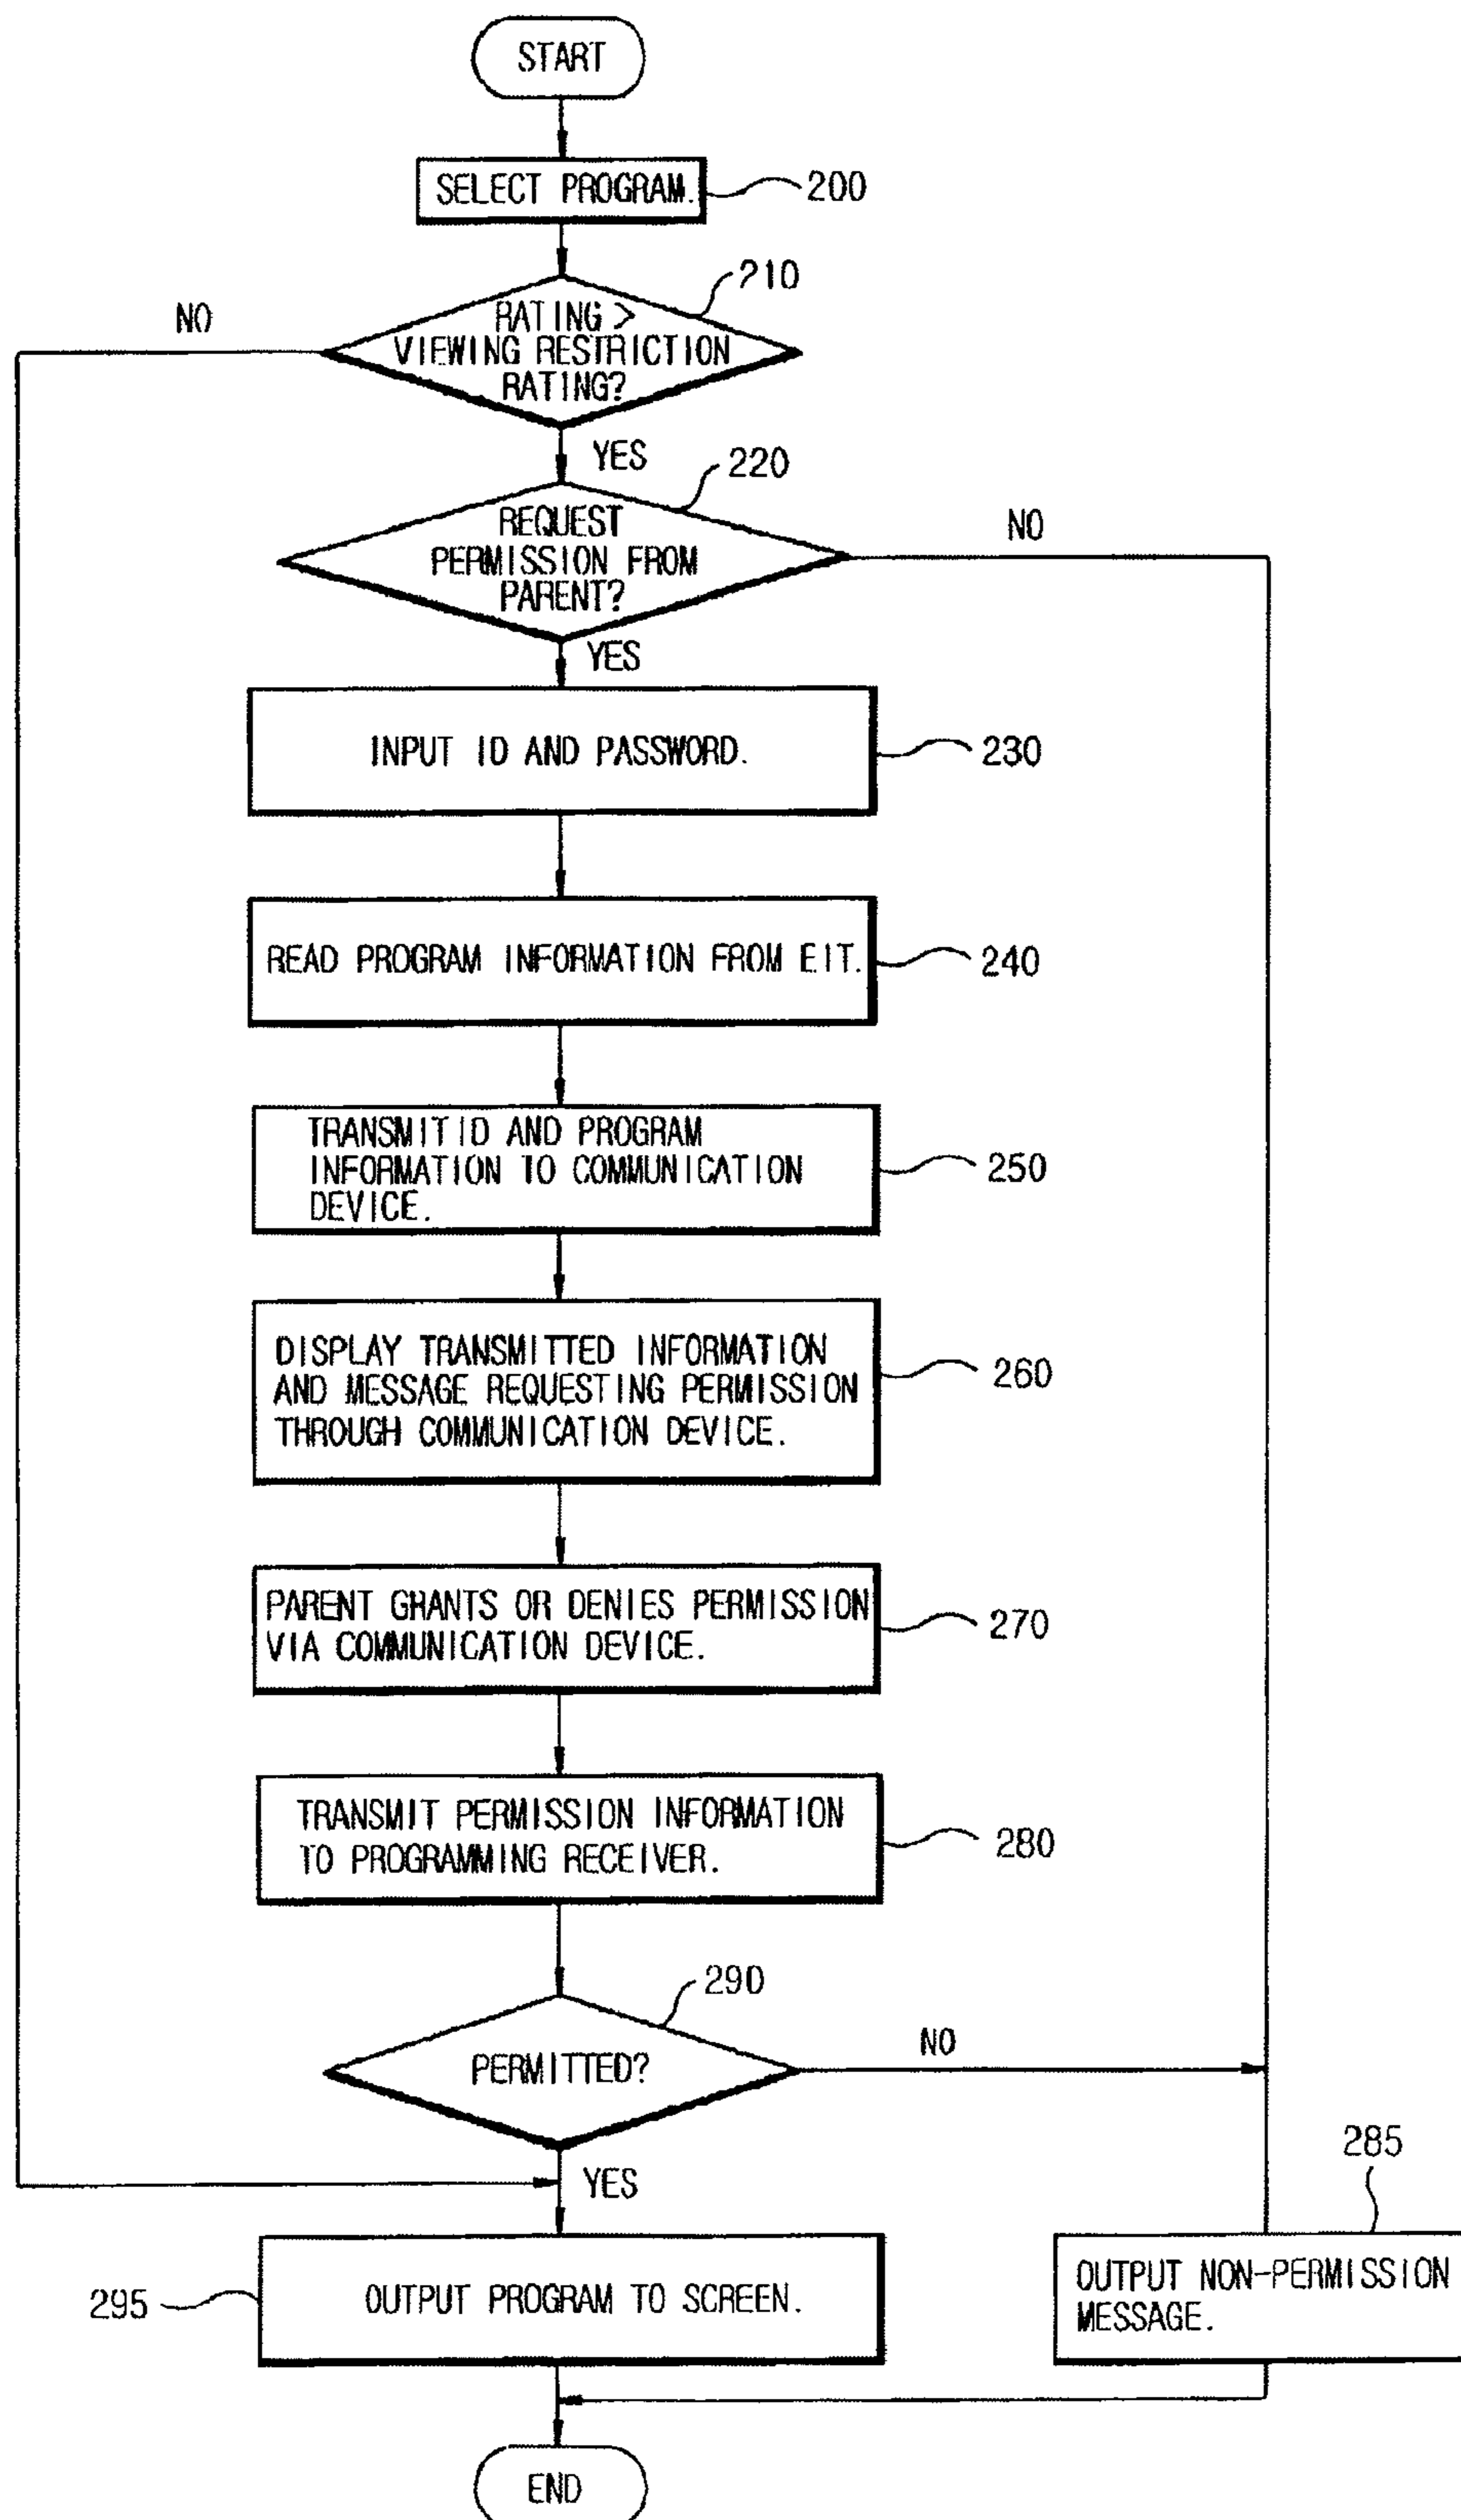 START
SELECT PROGRAM.
200
210
NO
RATING >
VIEWING RESTRICTION
RATING?
YES
220
REQUEST
PERMISSION FROM
PARENT?
NO
YES
INPUT ID AND PASSWORD.
230
READ PROGRAM INFORMATION FROM EIT.
240
TRANSMIT ID AND PROGRAM
INFORMATION TO COMMUNICATION
DEVICE.
250
DISPLAY TRANSMITTED INFORMATION
AND MESSAGE REQUESTING PERMISSION
THROUGH COMMUNICATION DEVICE.
260
PARENT GRANTS OR DENIES PERMISSION
VIA COMMUNICATION DEVICE.
270
TRANSMIT PERMISSION INFORMATION
TO PROGRAMMING RECEIVER.
280
290
PERMITTED?
NO
YES
285
295
OUTPUT PROGRAM TO SCREEN.
OUTPUT NON-PERMISSION
MESSAGE.
END